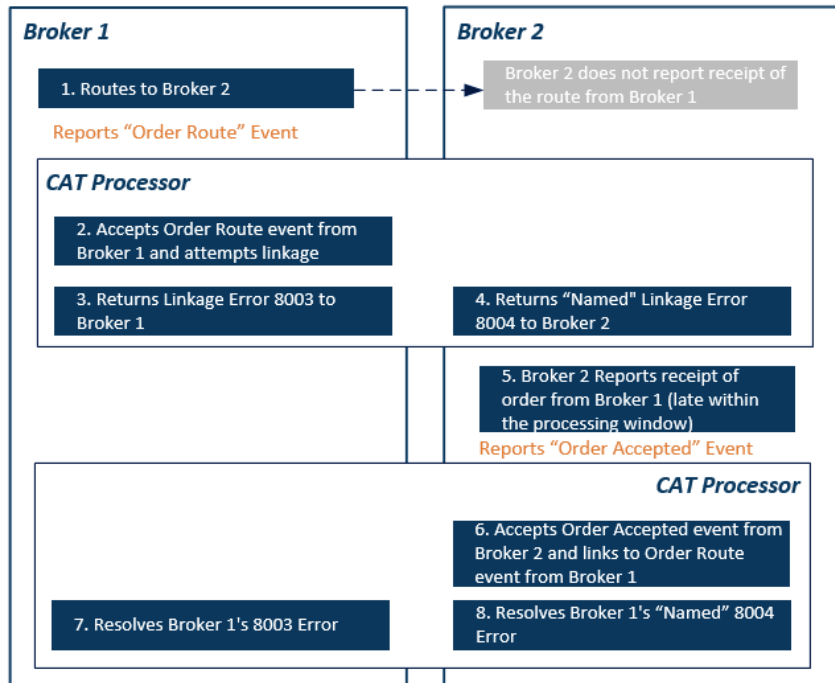 Broker 1
Broker 2
1. Routes to Broker 2
Broker 2 does not report receipt of
the route from Broker 1
Reports “Order Route” Event
CAT Processor
2. Accepts Order Route event from
Broker 1 and attempts linkage
3. Returns Linkage Error 8003 to
Broker 1
4. Returns “Named" Linkage Error
8004 to Broker 2
5. Broker 2 Reports receipt of
order from Broker 1 (late within
the processing window)
Reports “Order Accepted” Event
CAT Processor
6. Accepts Order Accepted event from
Broker 2 and links to Order Route
event from Broker 1
7. Resolves Broker 1's 8003 Error
8. Resolves Broker 1's “Named” 8004
Error